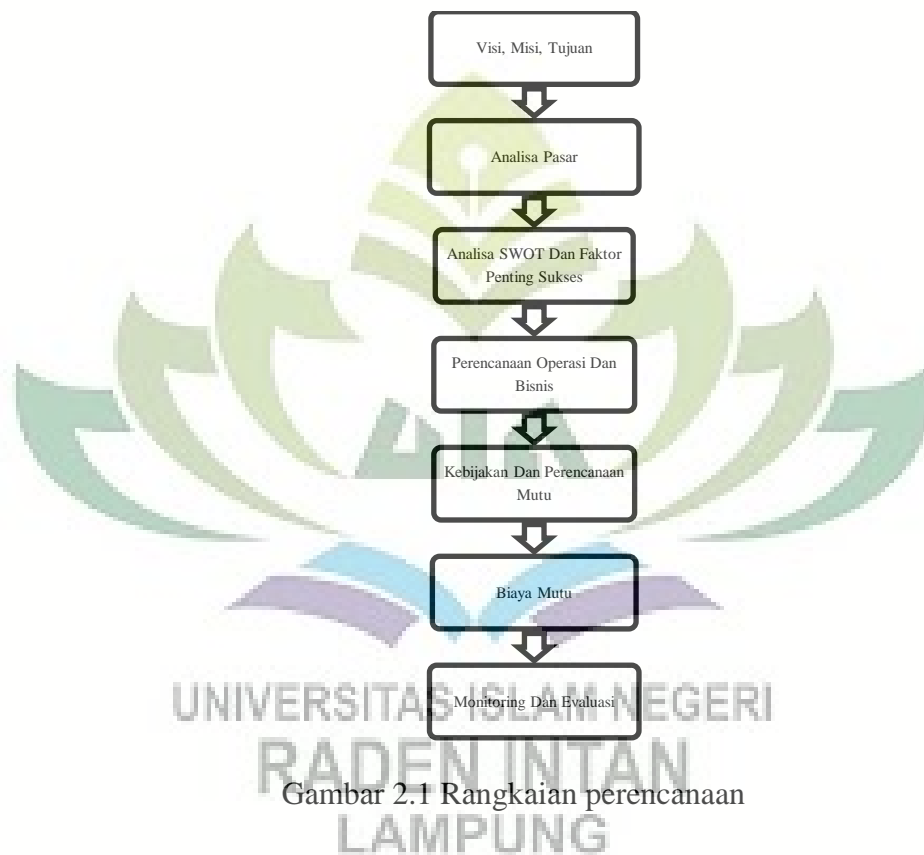 Visi, Misi, Tujuan
Analisa Pasar
Analisa SWOT Dan Faktor
Penting Sukses
Perencanaan Operasi Dan
Bisnis
Kebijakan Dan Perencanaan
Mutu
Biaya Mutu
Monitoring Dan Evaluasi
UNIVERSITAS ISLAM NEGERI
RADEN INTAN
Gambar 2.1 Rangkaian perencanaan
LAMPUNG